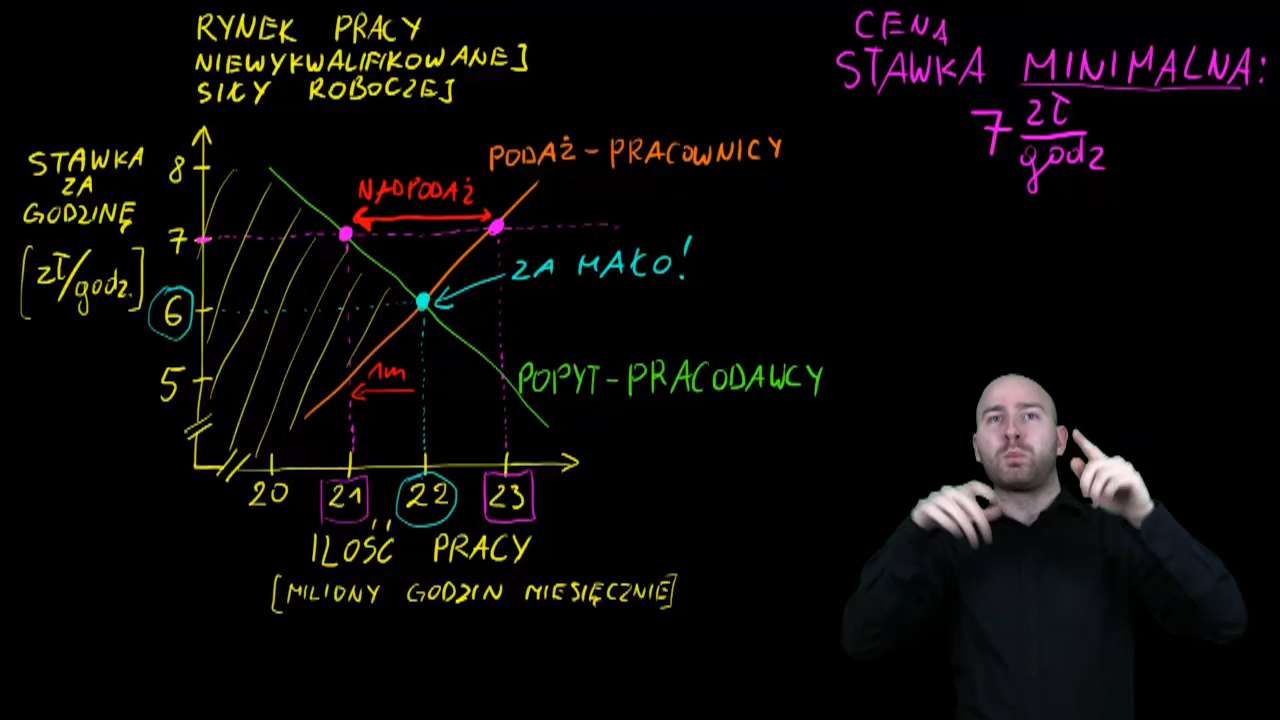 RYNEK PRACY
NIEWYKWALIFIKOWANEJ
SIŁY ROBOCZEJ
CENA
STAWKA MINIMALNA:
7 zł
godz
STAWKA
ZA
GODZINĘ
[zł/godz.]
8
7
6
5
PODAŻ - PRACOWNICY
NADPODAŻ
ZA MAŁO!
1m
POPYT - PRACODAWCY
20 21 22 23
ILOŚĆ PRACY
[MILIONY GODZIN MIESIĘCZNIE]